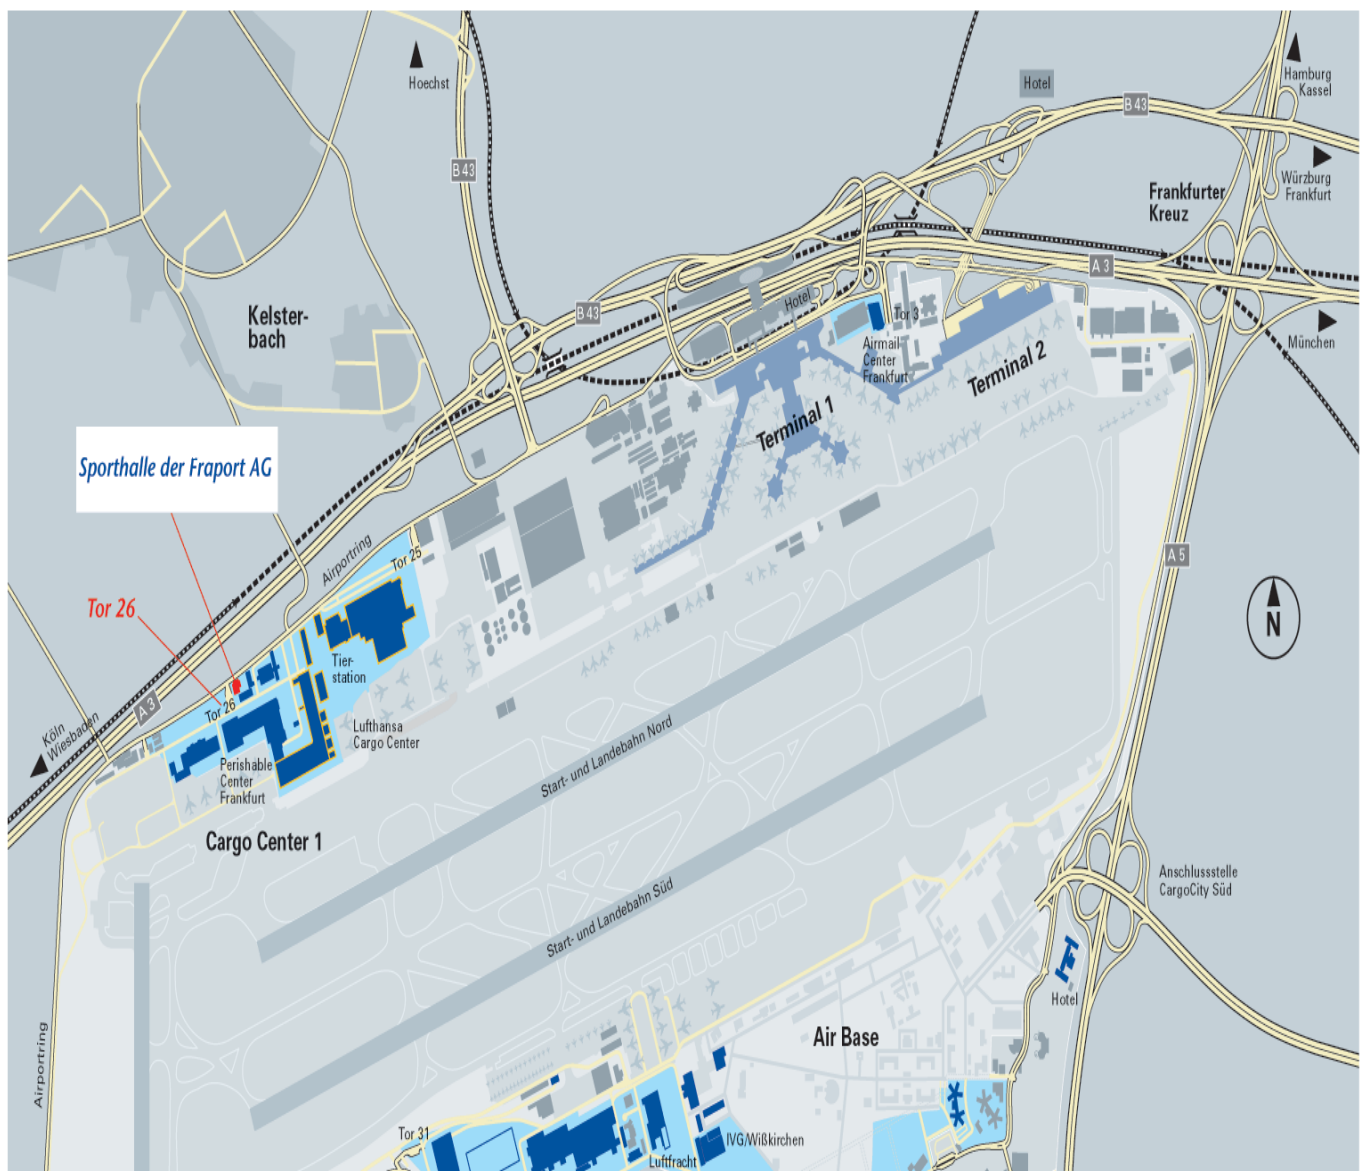 Hoechst
Hotel
Hamburg
Kassel
B 43
B 43
Würzburg
Frankfurt
Frankfurter
Kreuz
A 3
Kelster-
bach
B 43
Hotel
Tor 3
München
Airmail
Center
Frankfurt
Terminal 2
Terminal 1
Sporthalle der Fraport AG
Airportring
Tor 25
A 5
Tor 26
N
Tier-
station
Tor 26
A 3
Köln
Wiesbaden
Lufthansa
Cargo Center
Perishable
Center
Frankfurt
Start- und Landebahn Nord
Cargo Center 1
Anschlussstelle
CargoCity Süd
Start- und Landebahn Süd
Hotel
Air Base
Airportring
Tor 31
IVG/Wißkirchen
Luftfracht